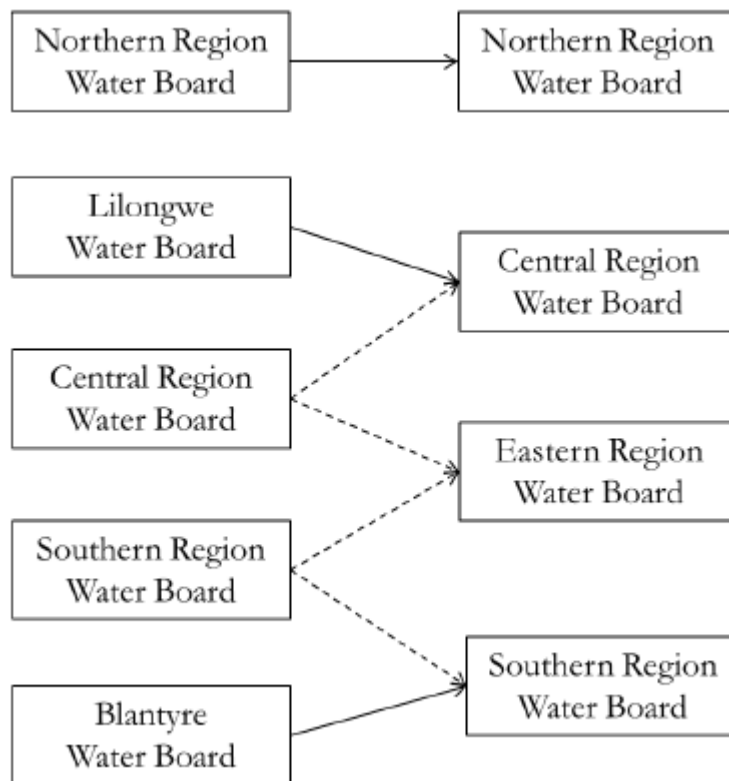 Northern Region
Water Board
Northern Region
Water Board
Lilongwe
Water Board
Central Region
Water Board
Central Region
Water Board
Eastern Region
Water Board
Southern Region
Water Board
Southern Region
Water Board
Blantyre
Water Board